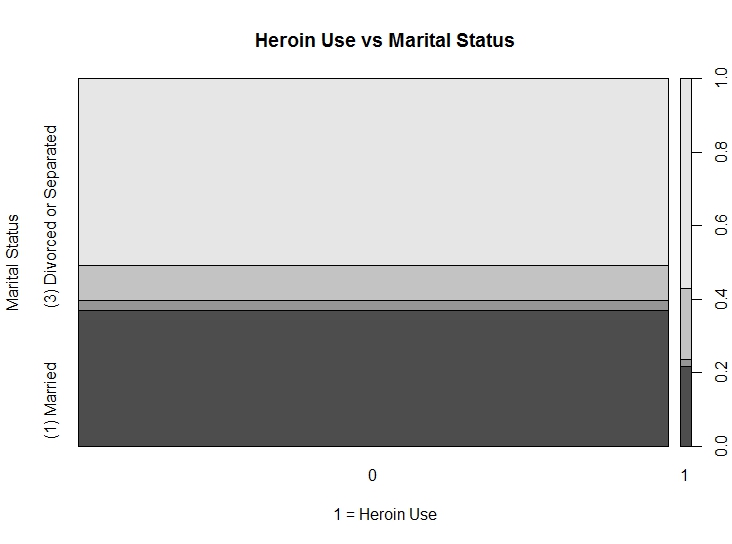 Heroin Use vs Marital Status
Marital Status
(3) Divorced or Separated
(1) Married
1.0
0.8
0.6
0.4
0.2
0.0
0
1
1 = Heroin Use